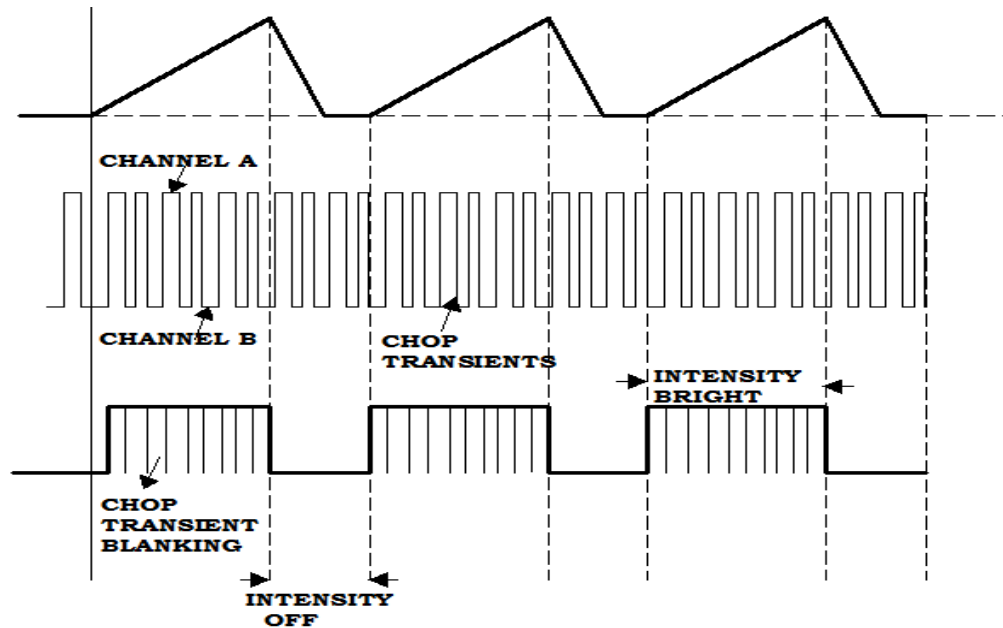 CHANNEL A
CHANNEL B
CHOP
TRANSIENTS
INTENSITY
BRIGHT
CHOP
TRANSIENT
BLANKING
INTENSITY
OFF